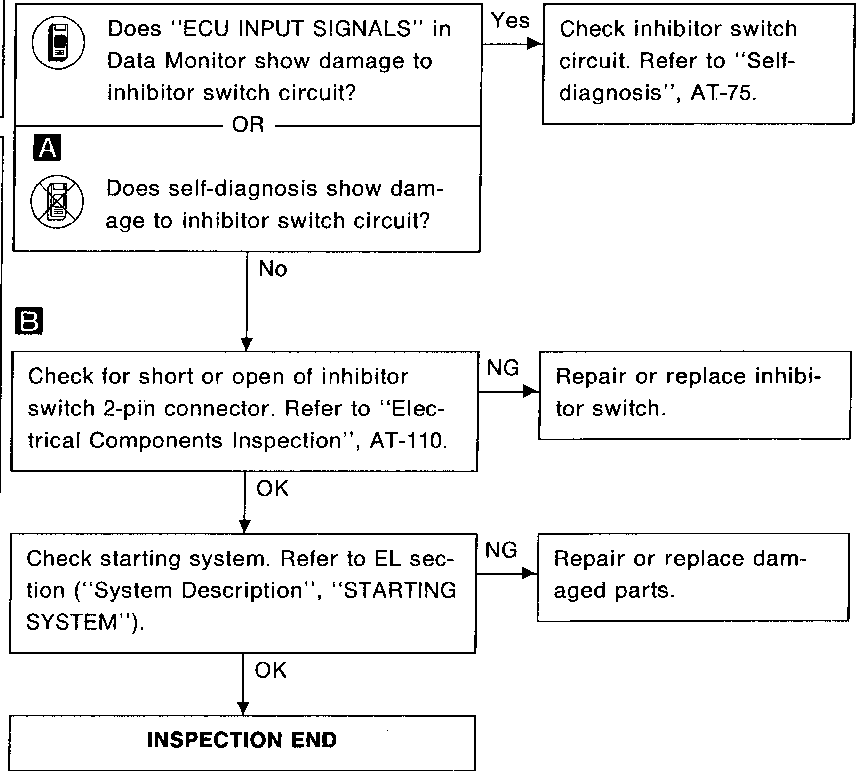 Does "ECU INPUT SIGNALS" in
Data Monitor show damage to
inhibitor switch circuit?
OR
A
Does self-diagnosis show dam-
age to inhibitor switch circuit?
Yes
Check inhibitor switch
circuit. Refer to "Self-
diagnosis", AT-75.
No
B
Check for short or open of inhibitor
switch 2-pin connector. Refer to "Elec-
trical Components Inspection", AT-110.
NG
Repair or replace inhibi-
tor switch.
OK
Check starting system. Refer to EL sec-
tion ("System Description", "STARTING
SYSTEM").
NG
Repair or replace dam-
aged parts.
OK
INSPECTION END